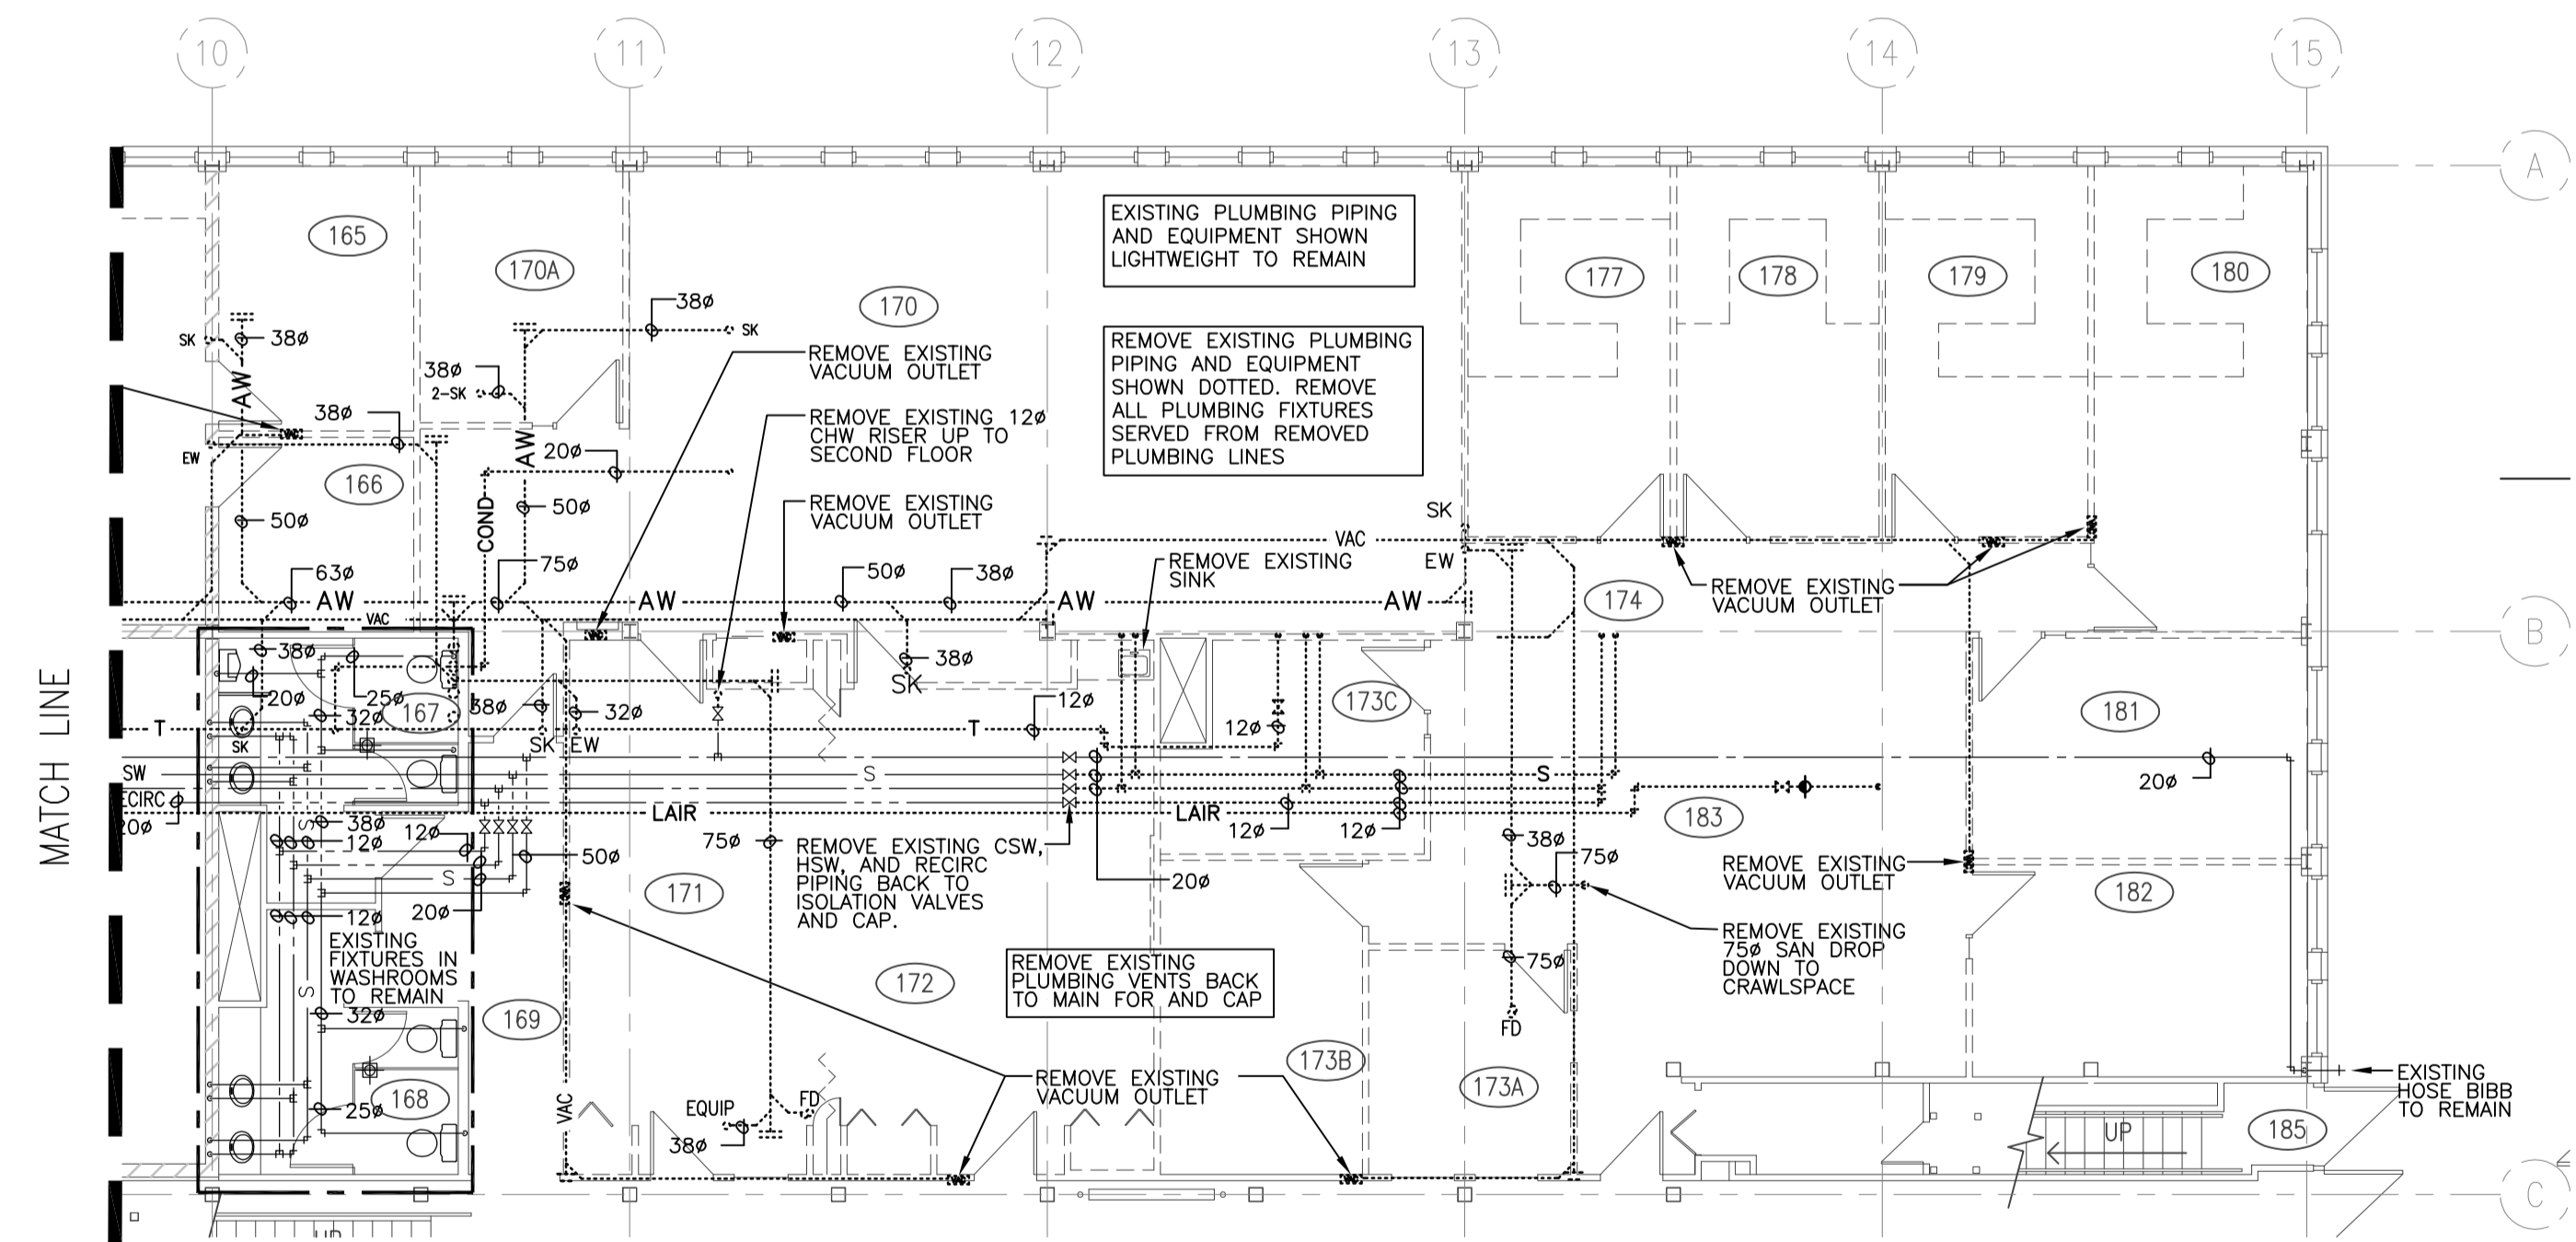 10 11 12 13 14 15
A
EXISTING PLUMBING PIPING
AND EQUIPMENT SHOWN
LIGHTWEIGHT TO REMAIN
165
170A
170
177
178
179
180
38ø
SK
REMOVE EXISTING PLUMBING
PIPING AND EQUIPMENT
SHOWN DOTTED. REMOVE
ALL PLUMBING FIXTURES
SERVED FROM REMOVED
PLUMBING LINES
SK
38ø
AW
REMOVE EXISTING
VACUUM OUTLET
38ø
2-SK
38ø
REMOVE EXISTING 12ø
CHW RISER UP TO
SECOND FLOOR
AW
20ø
EW
166
REMOVE EXISTING
VACUUM OUTLET
50ø
COND
50ø
SK
VAC
EW
REMOVE EXISTING
SINK
63ø
75ø
50ø
38ø
AW
AW
AW
AW
174
REMOVE EXISTING
VACUUM OUTLET
VAC
B
38ø
38ø
20ø
25ø
SK
167
32ø
38ø
32ø
12ø
173C
181
T
SK
SK
EW
T
12ø
SW
S
S
20ø
ECIRC
20ø
LAIR
LAIR
183
MATCH LINE
S
38ø
12ø
12ø
50ø
75ø
REMOVE EXISTING CSW,
HSW, AND RECIRC
PIPING BACK TO
ISOLATION VALVES
AND CAP.
12ø
12ø
38ø
75ø
20ø
REMOVE EXISTING
VACUUM OUTLET
S
171
182
12ø
20ø
EXISTING
FIXTURES IN
WASHROOMS
TO REMAIN
S
32ø
REMOVE EXISTING
75ø SAN DROP
DOWN TO
CRAWLSPACE
REMOVE EXISTING
PLUMBING VENTS BACK
TO MAIN FOR AND CAP
75ø
172
169
FD
173B
173A
REMOVE EXISTING
VACUUM OUTLET
EXISTING
HOSE BIBB
TO REMAIN
168
25ø
VAC
EQUIP
FD
38ø
UP
185
C
UP